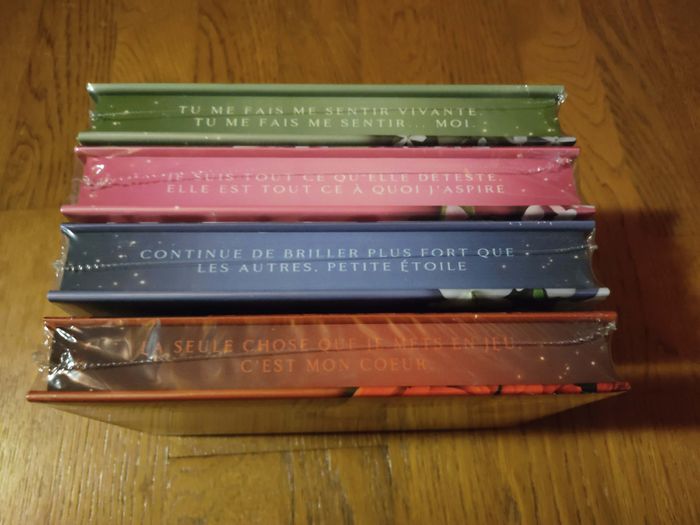 TU ME FAIS ME SENTIR VIVANTE.
TU ME FAIS ME SENTIR... MOI.
JE SUIS TOUT CE QU'ELLE DÉTESTE.
ELLE EST TOUT CE À QUOI J'ASPIRE
CONTINUE DE BRILLER PLUS FORT QUE
LES AUTRES, PETITE ÉTOILE
LA SEULE CHOSE QUE JE METS EN JEU
C'EST MON COEUR.